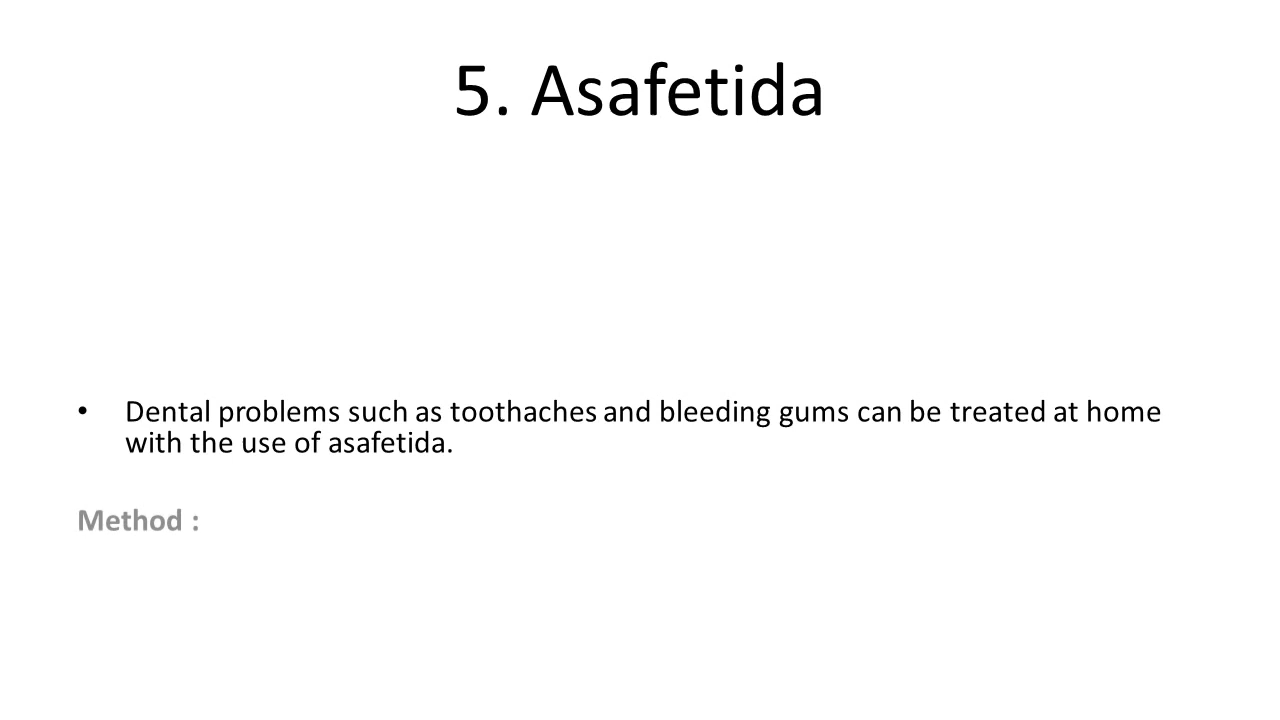 5. Asafetida
• Dental problems such as toothaches and bleeding gums can be treated at home
with the use of asafetida.
Method :